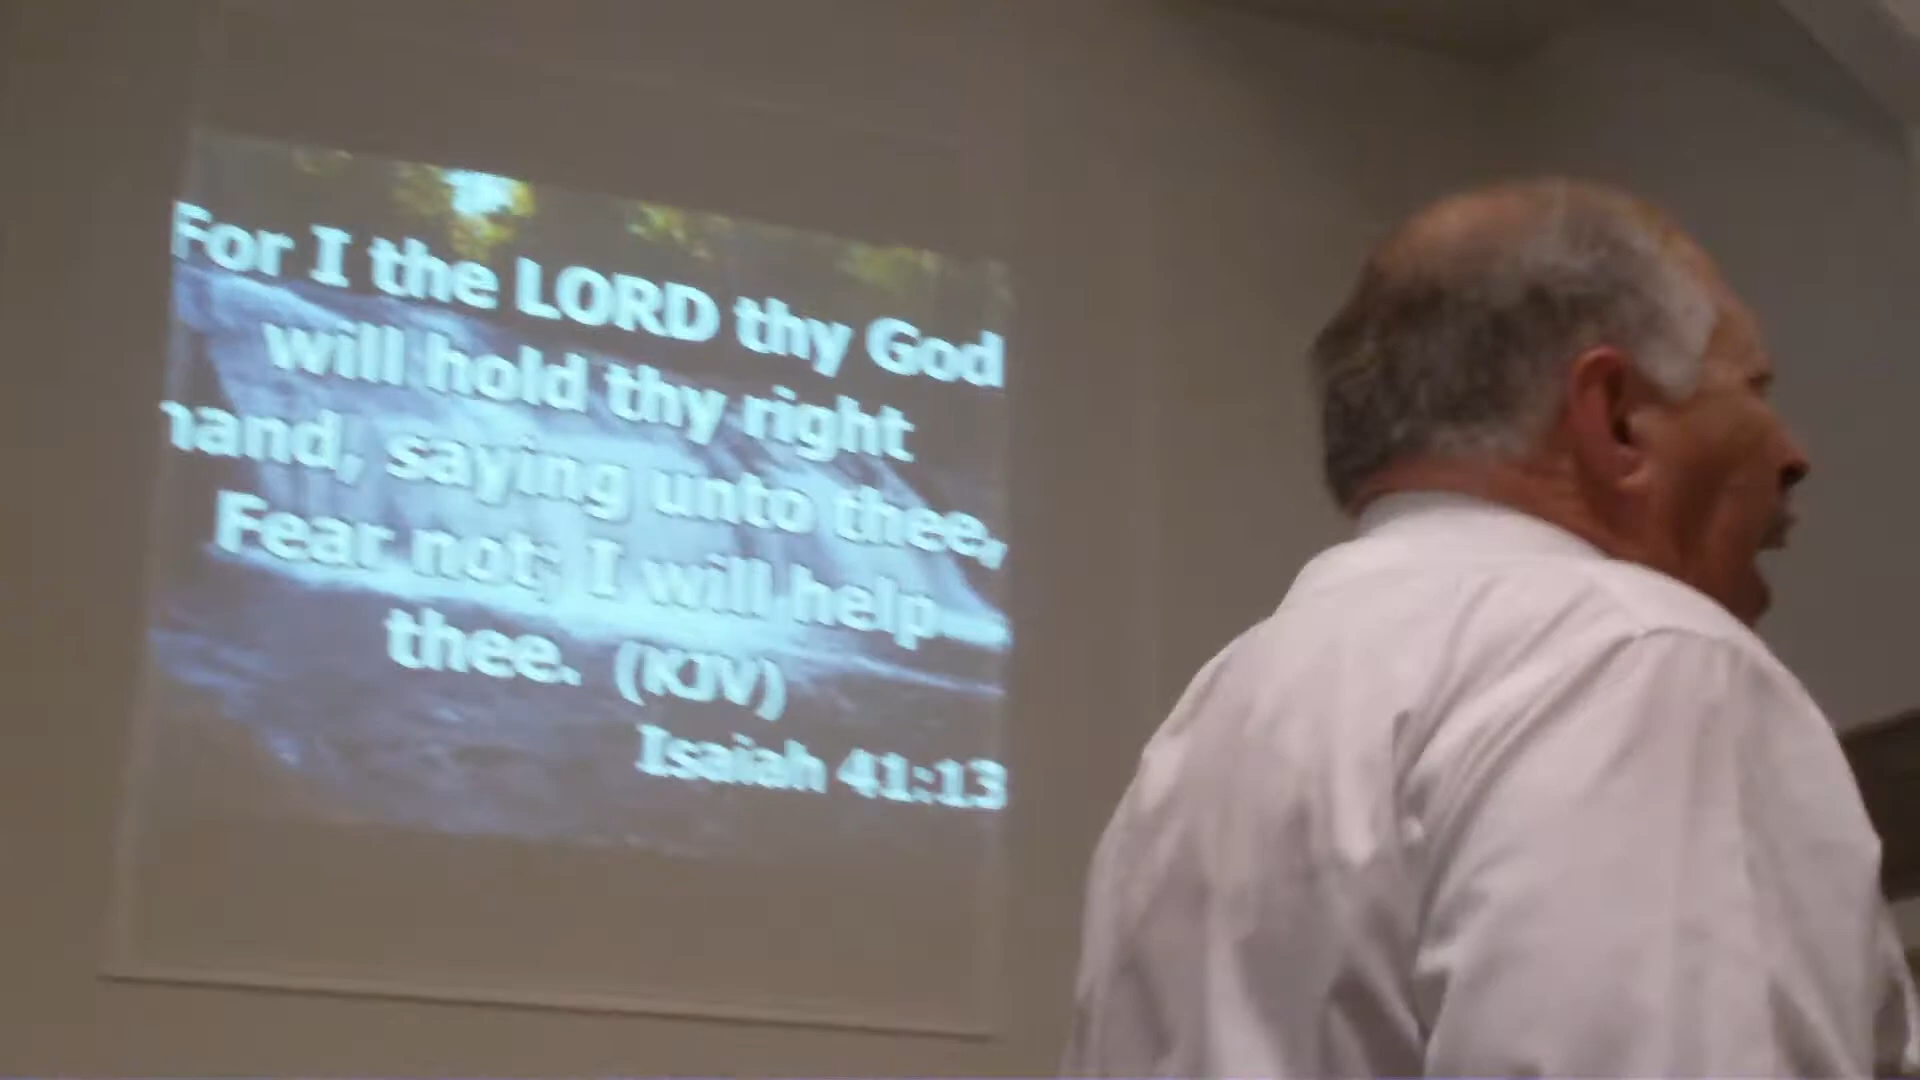 For I the LORD thy God
will hold thy right
hand, saying unto thee,
Fear not; I will help
thee. (KJV)
Isaiah 41:13